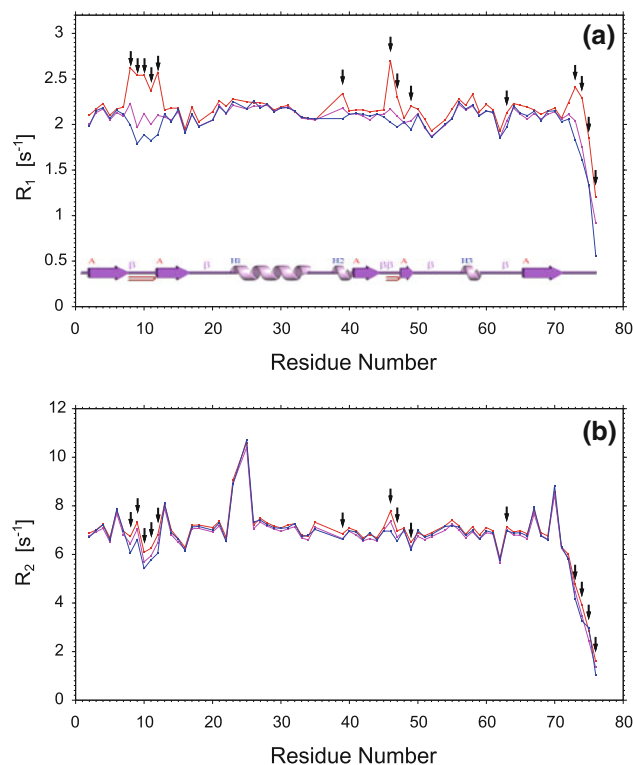 (a)
3
2.5
2
1.5
1
0.5
0
R1 [s-1]
A β A β H1 H2 A ββ A β H3 β A
0 10 20 30 40 50 60 70 80
Residue Number
(b)
12
10
8
6
4
2
0
R2 [s-1]
0 10 20 30 40 50 60 70 80
Residue Number